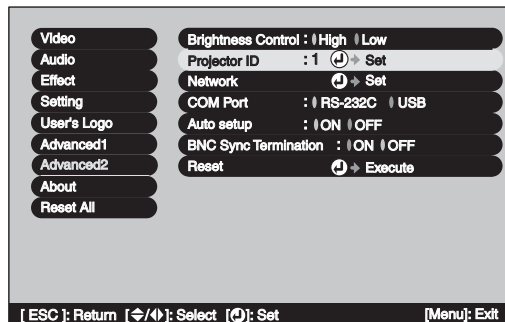 Video
Audio
Effect
Setting
User's Logo
Advanced1
Advanced2
About
Reset All
Brightness Control : High Low
Projector ID : 1 Set
Network Set
COM Port : RS-232C USB
Auto setup : ON OFF
BNC Sync Termination : ON OFF
Reset Execute
[ ESC ]: Return [ / ]: Select [ ]: Set [Menu]: Exit